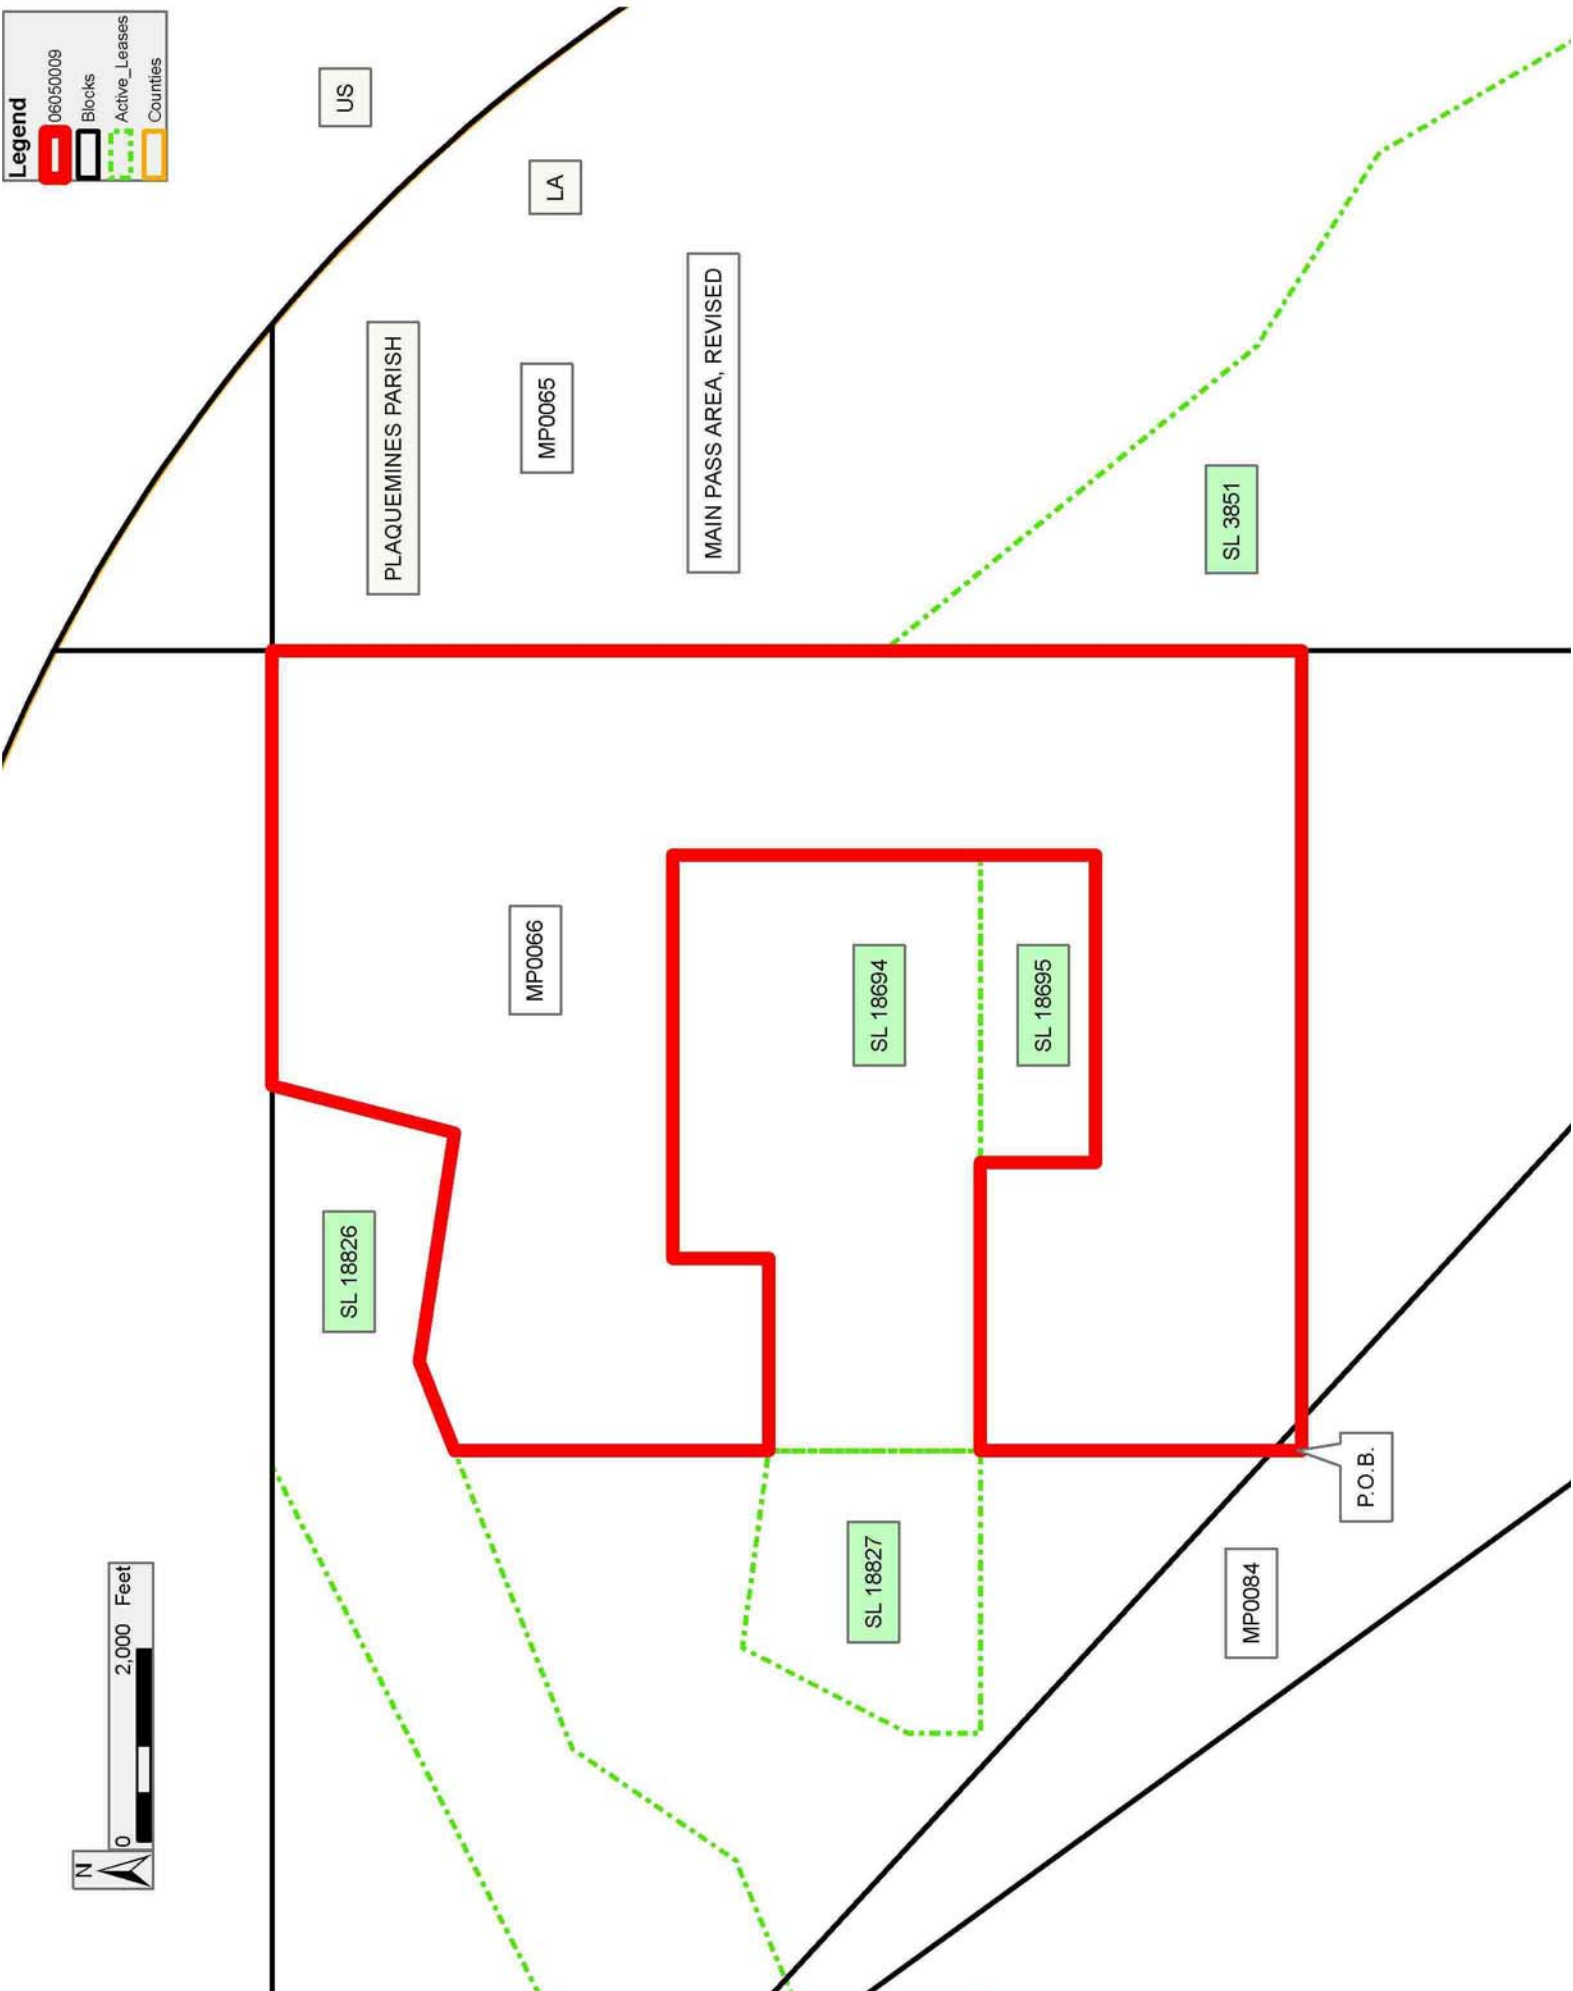 N
0 2,000 Feet
Legend
06050009
Blocks
Active_Leases
Counties
US
LA
PLAQUEMINES PARISH
MP0065
MAIN PASS AREA, REVISED
SL 18826
MP0066
SL 18694
SL 18695
SL 18827
SL 3851
MP0084
P.O.B.